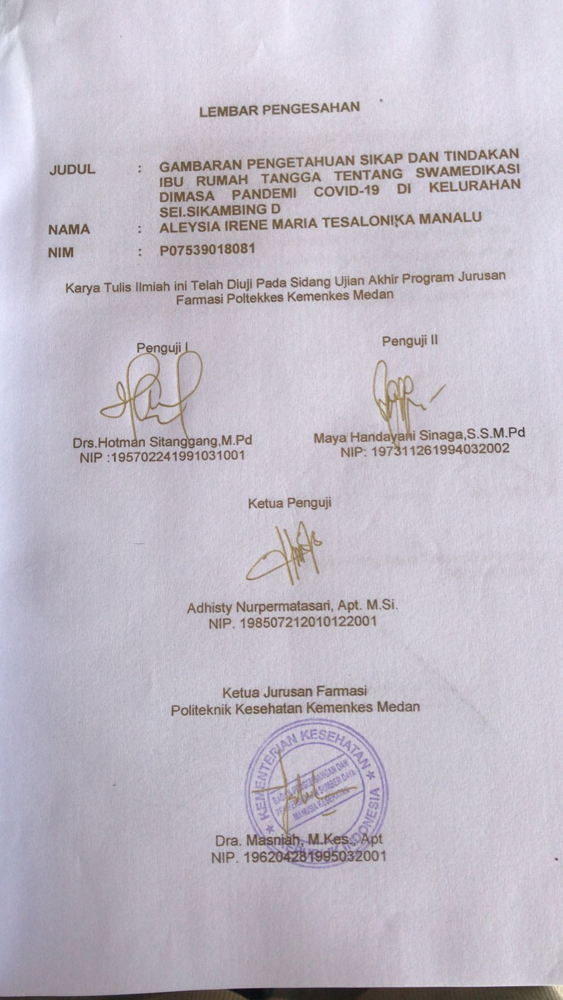 LEMBAR PENGESAHAN
JUDUL : GAMBARAN PENGETAHUAN SIKAP DAN TINDAKAN
IBU RUMAH TANGGA TENTANG SWAMEDIKASI
DIMASA PANDEMI COVID-19 DI KELURAHAN
SEI.SIKAMBING D
NAMA : ALEYSIA IRENE MARIA TESALONIKA MANALU
NIM : P07539018081
Karya Tulis Ilmiah ini Telah Diuji Pada Sidang Ujian Akhir Program Jurusan
Farmasi Poltekkes Kemenkes Medan
Penguji I
Penguji II
Drs.Hotman Sitanggang,M.Pd
NIP :195702241991031001
Maya Handayani Sinaga,S.S.M.Pd
NIP: 197311261994032002
Ketua Penguji
Adhisty Nurpermatasari, Apt. M.Si.
NIP. 198507212010122001
Ketua Jurusan Farmasi
Politeknik Kesehatan Kemenkes Medan
KEMENTERIAN KESEHATAN
BADAN PENGEMBANGAN DAN
SUMBER DAYA
MANUSIA KESEHATAN
REPUBLIK INDONESIA
Dra. Masniah, M.Kes., Apt
NIP. 196204281995032001